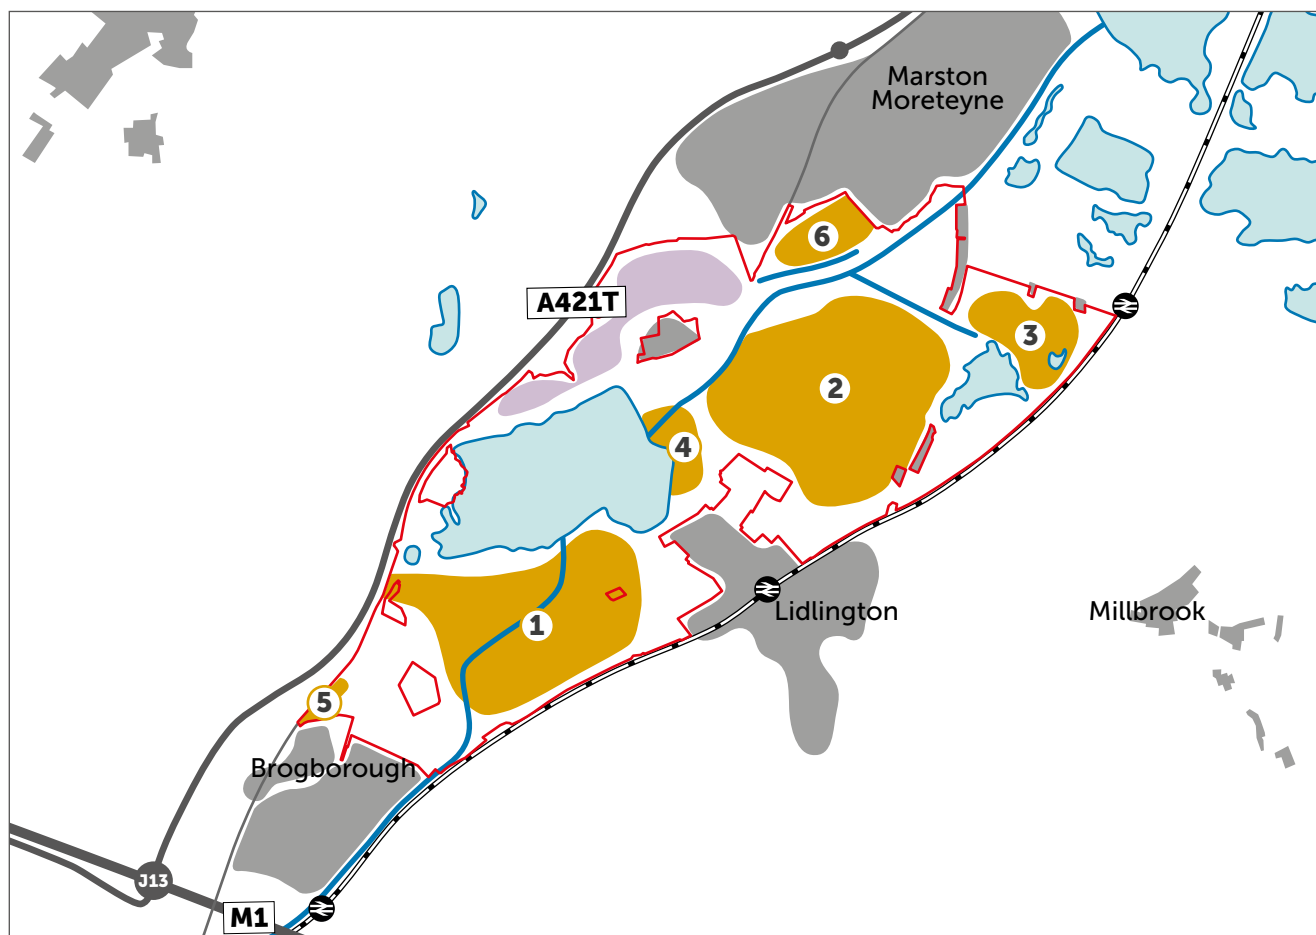 Marston
Moreteyne
6
A421T
3
2
4
1
Lidlington
Millbrook
5
Brogborough
J13
M1